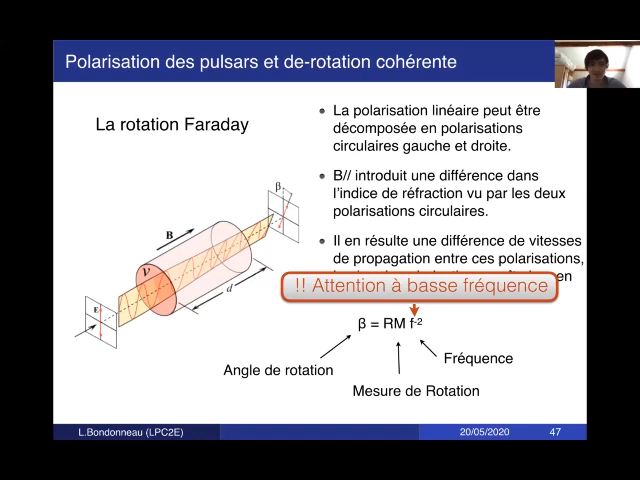 Polarisation des pulsars et de-rotation cohérente
La rotation Faraday
La polarisation linéaire peut être
décomposée en polarisations
circulaires gauche et droite.
B// introduit une différence dans
l'indice de réfraction vu par les deux
polarisations circulaires.
Il en résulte une différence de vitesses
de propagation entre ces polarisations,
en
!! Attention à basse fréquence
β
B
ν
d
E
β = RM f-2
Angle de rotation
Fréquence
Mesure de Rotation
L.Bondonneau (LPC2E)
20/05/2020
47